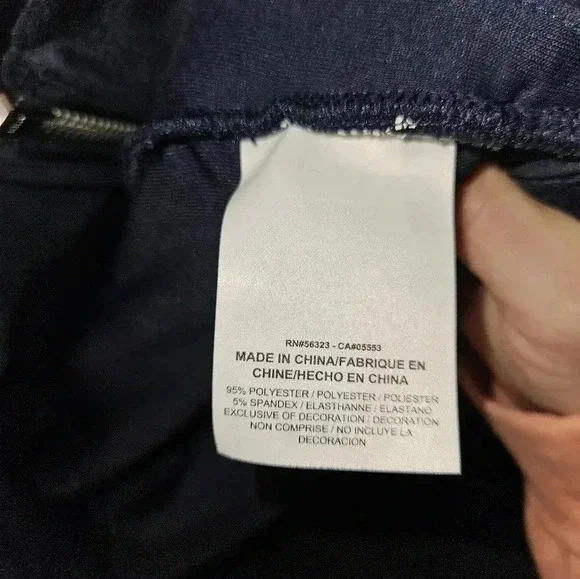 RN#56323 - CA#05553
MADE IN CHINA/FABRIQUE EN
CHINE/HECHO EN CHINA
95% POLYESTER / POLYESTER / POLIESTER
5% SPANDEX / ELASTHANNE / ELASTANO
EXCLUSIVE OF DECORATION / DECORATION
NON COMPRISE / NO INCLUYE LA
DECORACION